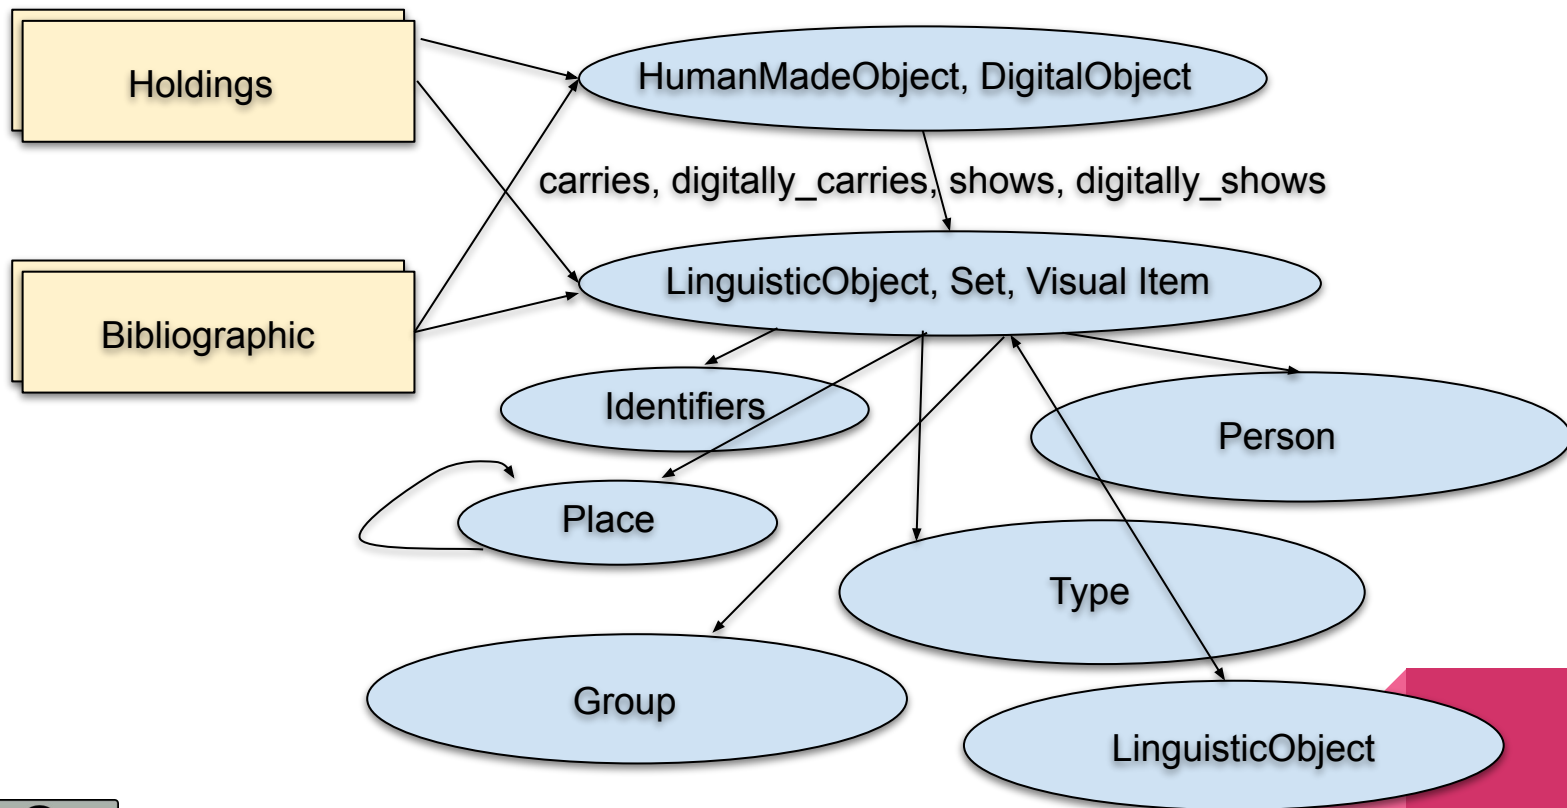 Holdings
HumanMadeObject, DigitalObject
carries, digitally_carries, shows, digitally_shows
LinguisticObject, Set, Visual Item
Bibliographic
Identifiers
Person
Place
Type
Group
LinguisticObject